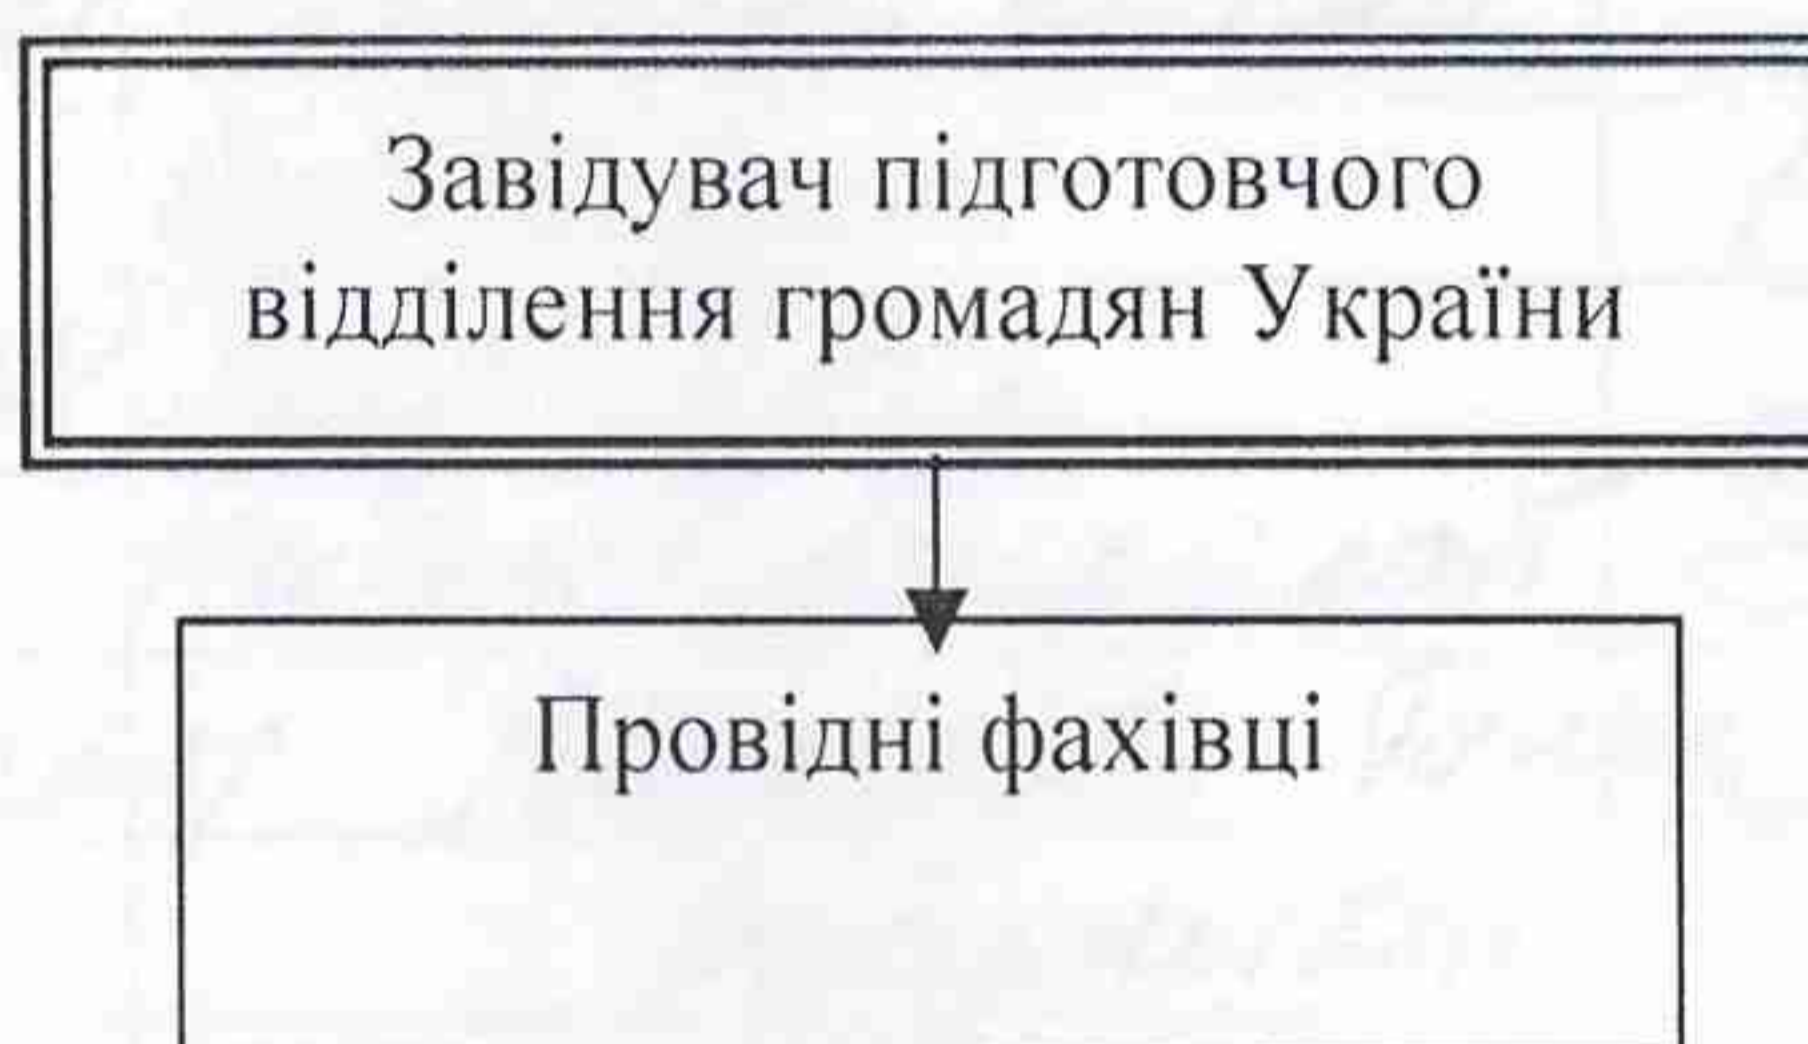 Завідувач підготовчого
відділення громадян України
Провідні фахівці